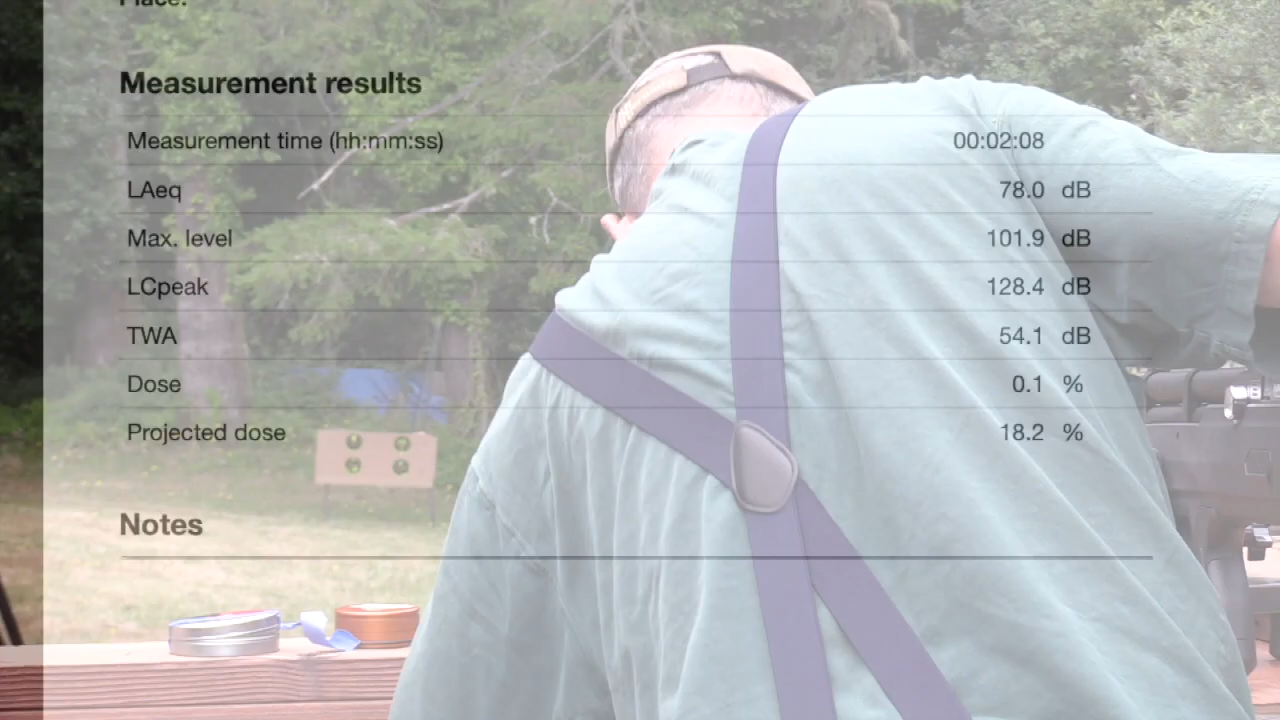 Place:
Measurement results
Measurement time (hh:mm:ss) 00:02:08
LAeq 78.0 dB
Max. level 101.9 dB
LCpeak 128.4 dB
TWA 54.1 dB
Dose 0.1 %
Projected dose 18.2 %
Notes